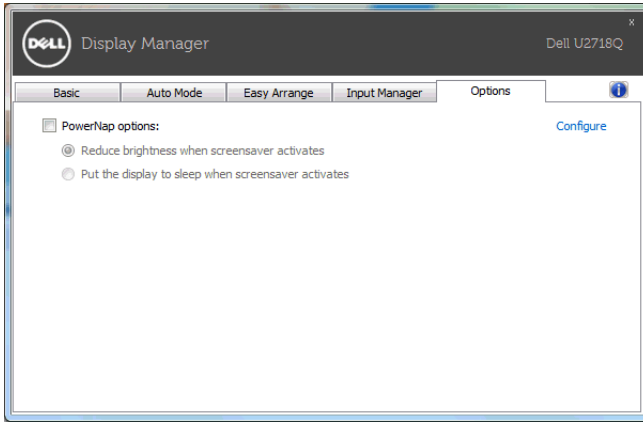 DELL Display Manager
x
Dell U2718Q
Basic Auto Mode Easy Arrange Input Manager Options i
PowerNap options: Configure
Reduce brightness when screensaver activates
Put the display to sleep when screensaver activates